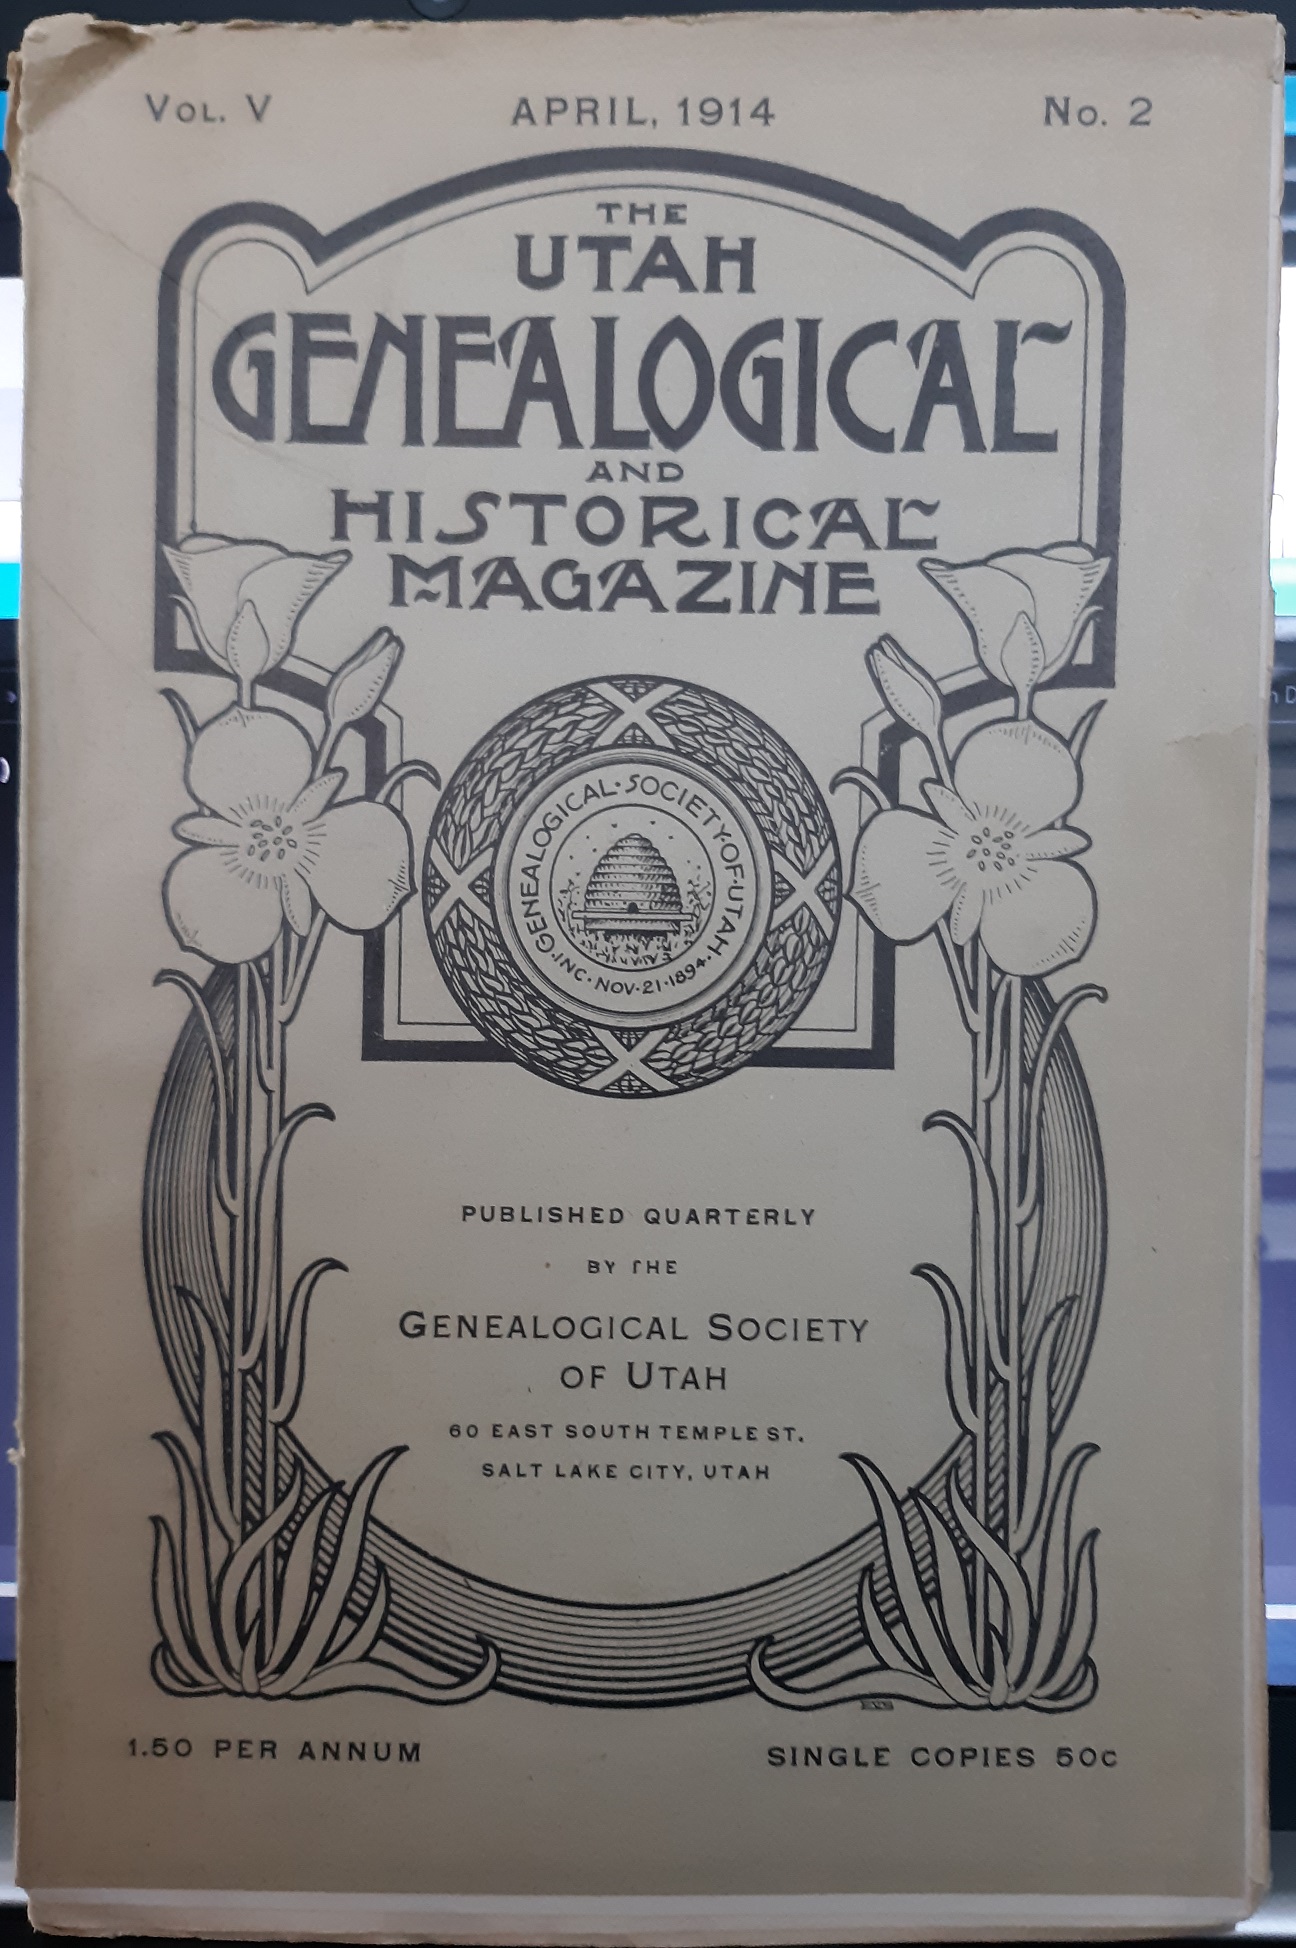 VOL. V APRIL, 1914 No. 2
THE
UTAH
GENEALOGICAL
AND
HISTORICAL
MAGAZINE
GENEALOGICAL·SOCIETY·OF·UTAH·
INC·NOV·21·1894·
PUBLISHED QUARTERLY
BY THE
GENEALOGICAL SOCIETY
OF UTAH
60 EAST SOUTH TEMPLE ST.
SALT LAKE CITY, UTAH
1.50 PER ANNUM SINGLE COPIES 50c